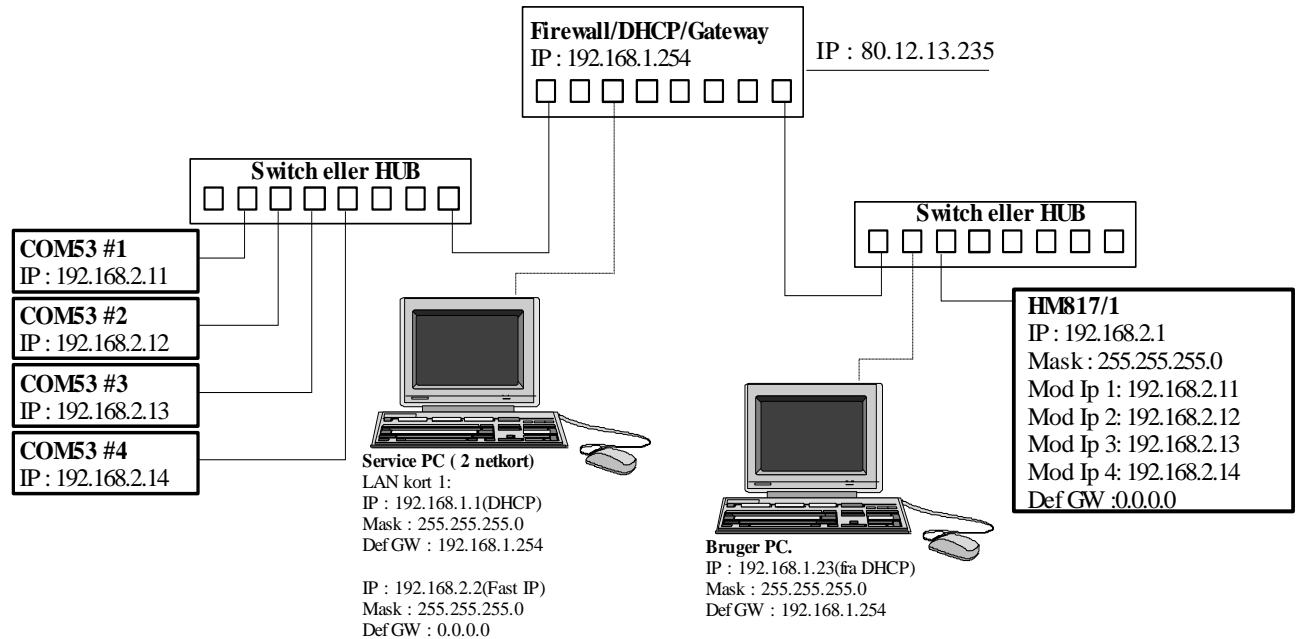 Firewall/DHCP/Gateway
IP : 192.168.1.254
IP : 80.12.13.235
Switch eller HUB
COM53 #1
IP : 192.168.2.11
COM53 #2
IP : 192.168.2.12
COM53 #3
IP : 192.168.2.13
COM53 #4
IP : 192.168.2.14
Switch eller HUB
HM817/1
IP : 192.168.2.1
Mask : 255.255.255.0
Mod Ip 1: 192.168.2.11
Mod Ip 2: 192.168.2.12
Mod Ip 3: 192.168.2.13
Mod Ip 4: 192.168.2.14
Def GW :0.0.0.0
Service PC ( 2 netkort)
LAN kort 1:
IP : 192.168.1.1(DHCP)
Mask : 255.255.255.0
Def GW : 192.168.1.254
IP : 192.168.2.2(Fast IP)
Mask : 255.255.255.0
Def GW : 0.0.0.0
Bruger PC.
IP : 192.168.1.23(fra DHCP)
Mask : 255.255.255.0
Def GW : 192.168.1.254